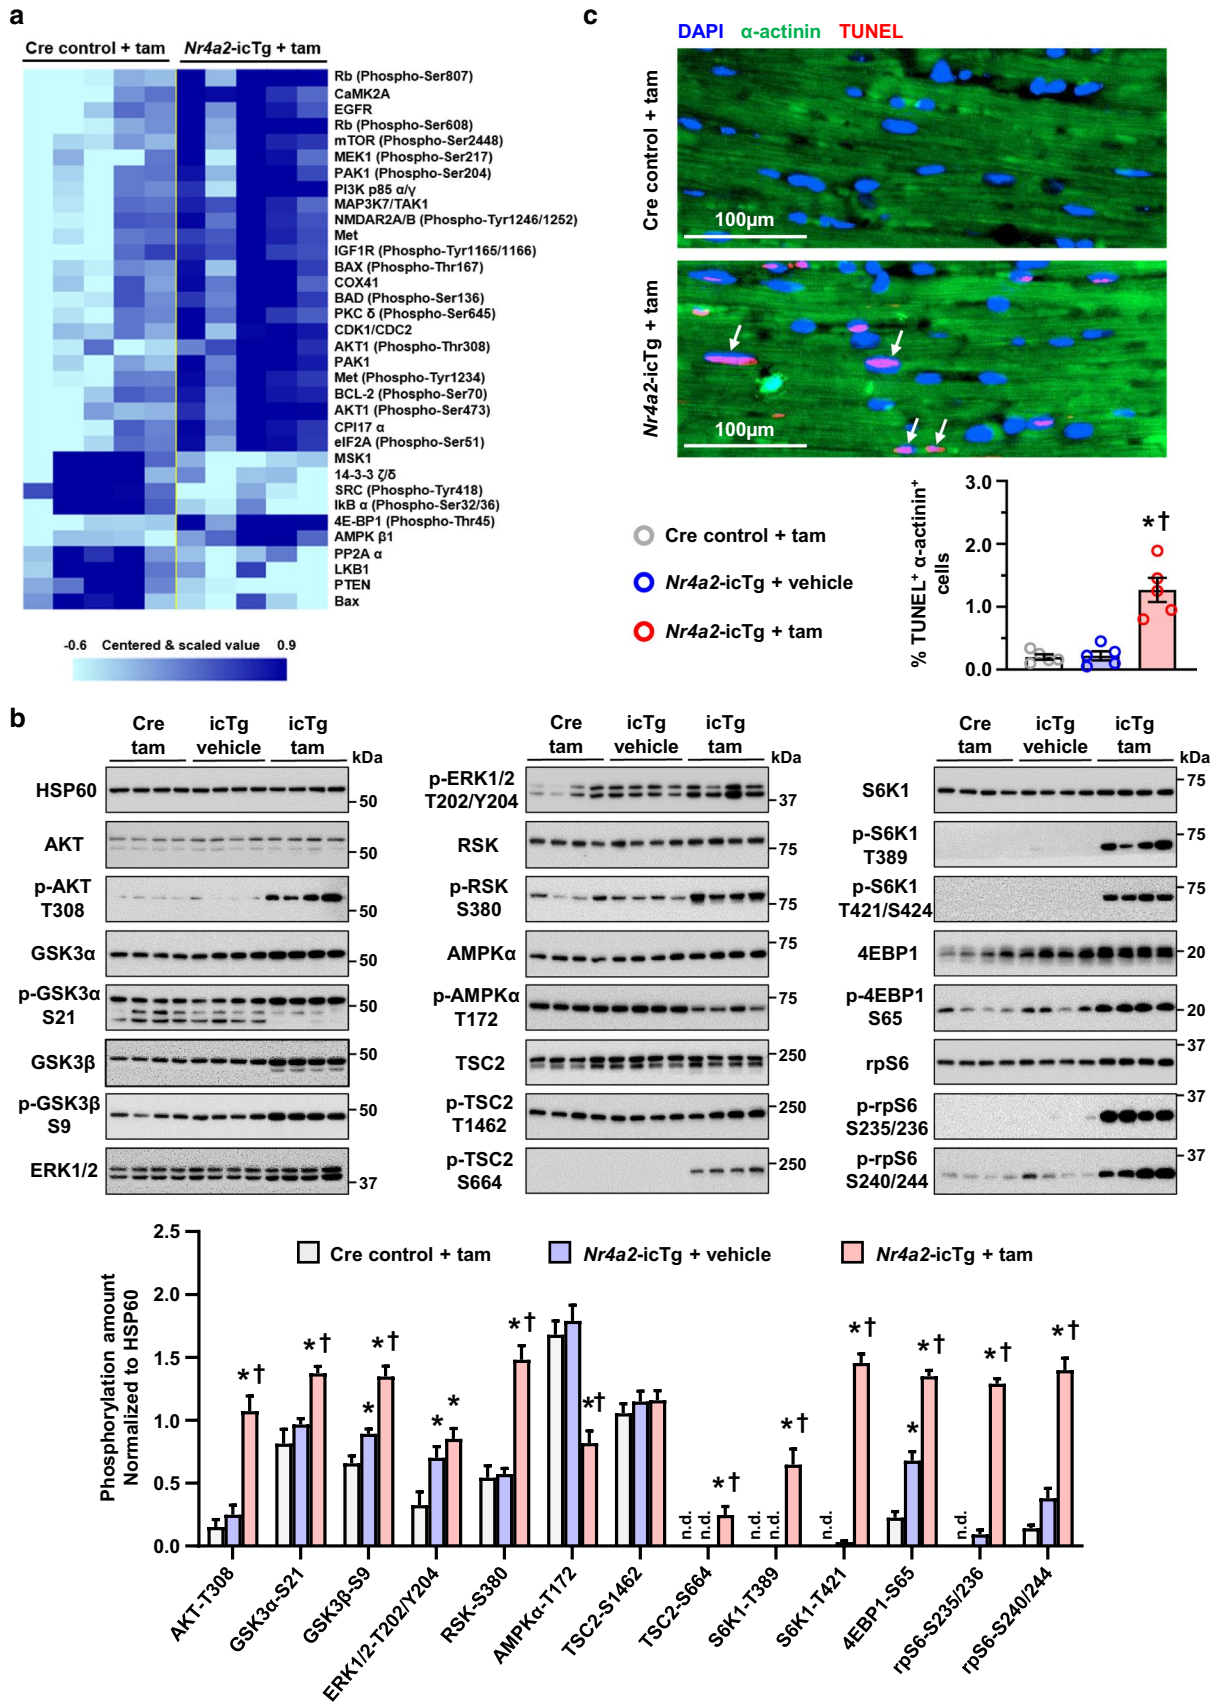 a
Cre control + tam
Nr4a2-icTg + tam
Rb (Phospho-Ser807)
CaMK2A
EGFR
Rb (Phospho-Ser608)
mTOR (Phospho-Ser2448)
MEK1 (Phospho-Ser217)
PAK1 (Phospho-Ser204)
PI3K p85 α/γ
MAP3K7/TAK1
NMDAR2A/B (Phospho-Tyr1246/1252)
Met
IGF1R (Phospho-Tyr1165/1166)
BAX (Phospho-Thr167)
COX41
BAD (Phospho-Ser136)
PKC δ (Phospho-Ser645)
CDK1/CDC2
AKT1 (Phospho-Thr308)
PAK1
Met (Phospho-Tyr1234)
BCL-2 (Phospho-Ser70)
AKT1 (Phospho-Ser473)
CPI17 α
eIF2A (Phospho-Ser51)
MSK1
14-3-3 ζ/δ
SRC (Phospho-Tyr418)
IkB α (Phospho-Ser32/36)
4E-BP1 (Phospho-Thr45)
AMPK β1
PP2A α
LKB1
PTEN
Bax
-0.6 Centered & scaled value 0.9
c
DAPI α-actinin TUNEL
Cre control + tam
100μm
Nr4a2-icTg + tam
100μm
Cre control + tam
Nr4a2-icTg + vehicle
Nr4a2-icTg + tam
% TUNEL+ α-actinin+
cells
3.0
2.0
1.0
0.0
*†
b
Cre
tam
icTg
vehicle
icTg
tam
kDa
HSP60
50
AKT
50
p-AKT
T308
50
GSK3α
50
p-GSK3α
S21
50
GSK3β
50
p-GSK3β
S9
50
ERK1/2
37
Cre
tam
icTg
vehicle
icTg
tam
kDa
p-ERK1/2
T202/Y204
37
RSK
75
p-RSK
S380
75
AMPKα
75
p-AMPKα
T172
75
TSC2
250
p-TSC2
T1462
250
p-TSC2
S664
250
Cre
tam
icTg
vehicle
icTg
tam
kDa
S6K1
75
p-S6K1
T389
75
p-S6K1
T421/S424
75
4EBP1
20
p-4EBP1
S65
20
rpS6
37
p-rpS6
S235/236
37
p-rpS6
S240/244
37
Phosphorylation amount
Normalized to HSP60
2.5
2.0
1.5
1.0
0.5
0.0
Cre control + tam
Nr4a2-icTg + vehicle
Nr4a2-icTg + tam
*†
*†
*
*†
*
*
*†
*†
n.d.
n.d.
*†
n.d.
n.d.
*†
n.d.
*†
*
*†
n.d.
*†
*†
AKT-T308
GSK3α-S21
GSK3β-S9
ERK1/2-T202/Y204
RSK-S380
AMPKα-T172
TSC2-S1462
TSC2-S664
S6K1-T389
S6K1-T421
4EBP1-S65
rpS6-S235/236
rpS6-S240/244